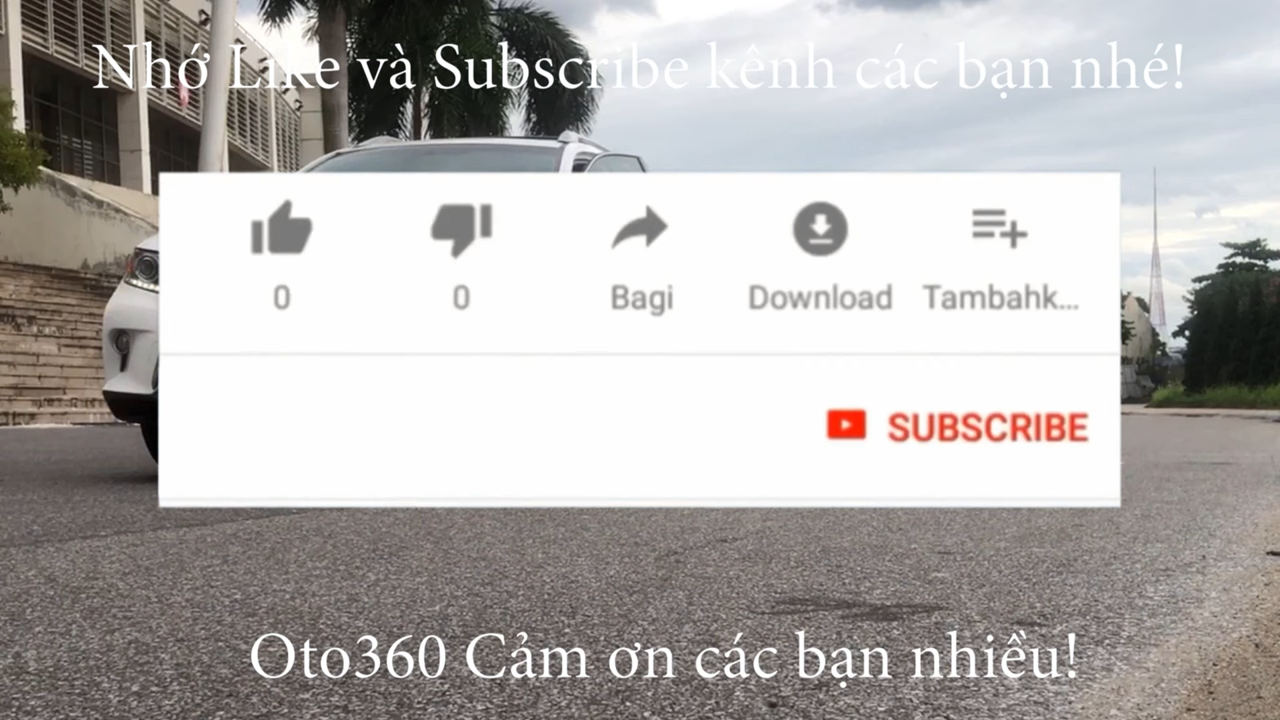 Nhớ Like và Subscribe kênh các bạn nhé!
0 0 Bagi Download Tambahk...
SUBSCRIBE
Oto360 Cảm ơn các bạn nhiều!